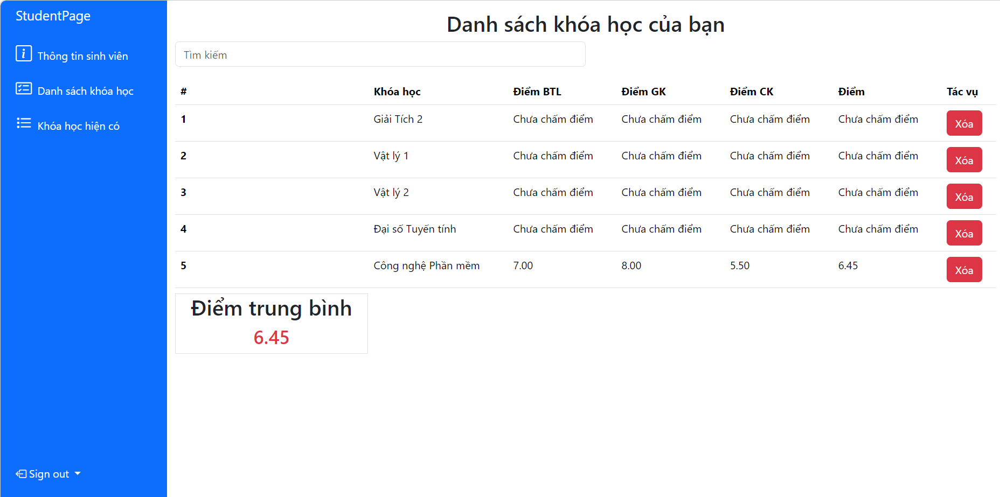 StudentPage
Thông tin sinh viên
Danh sách khóa học
Khóa học hiện có
Sign out
Danh sách khóa học của bạn
Tìm kiếm
# Khóa học Điểm BTL Điểm GK Điểm CK Điểm Tác vụ
1 Giải Tích 2 Chưa chấm điểm Chưa chấm điểm Chưa chấm điểm Chưa chấm điểm Xóa
2 Vật lý 1 Chưa chấm điểm Chưa chấm điểm Chưa chấm điểm Chưa chấm điểm Xóa
3 Vật lý 2 Chưa chấm điểm Chưa chấm điểm Chưa chấm điểm Chưa chấm điểm Xóa
4 Đại số Tuyến tính Chưa chấm điểm Chưa chấm điểm Chưa chấm điểm Chưa chấm điểm Xóa
5 Công nghệ Phần mềm 7.00 8.00 5.50 6.45 Xóa
Điểm trung bình
6.45